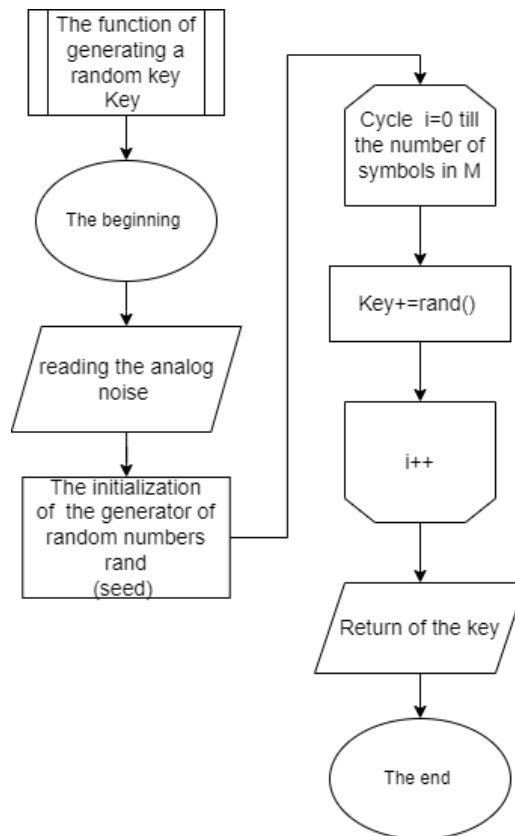 The function of
generating a
random key
Key
The beginning
reading the analog
noise
The initialization
of the generator of
random numbers
rand
(seed)
Cycle i=0 till
the number of
symbols in M
Key+=rand()
i++
Return of the key
The end